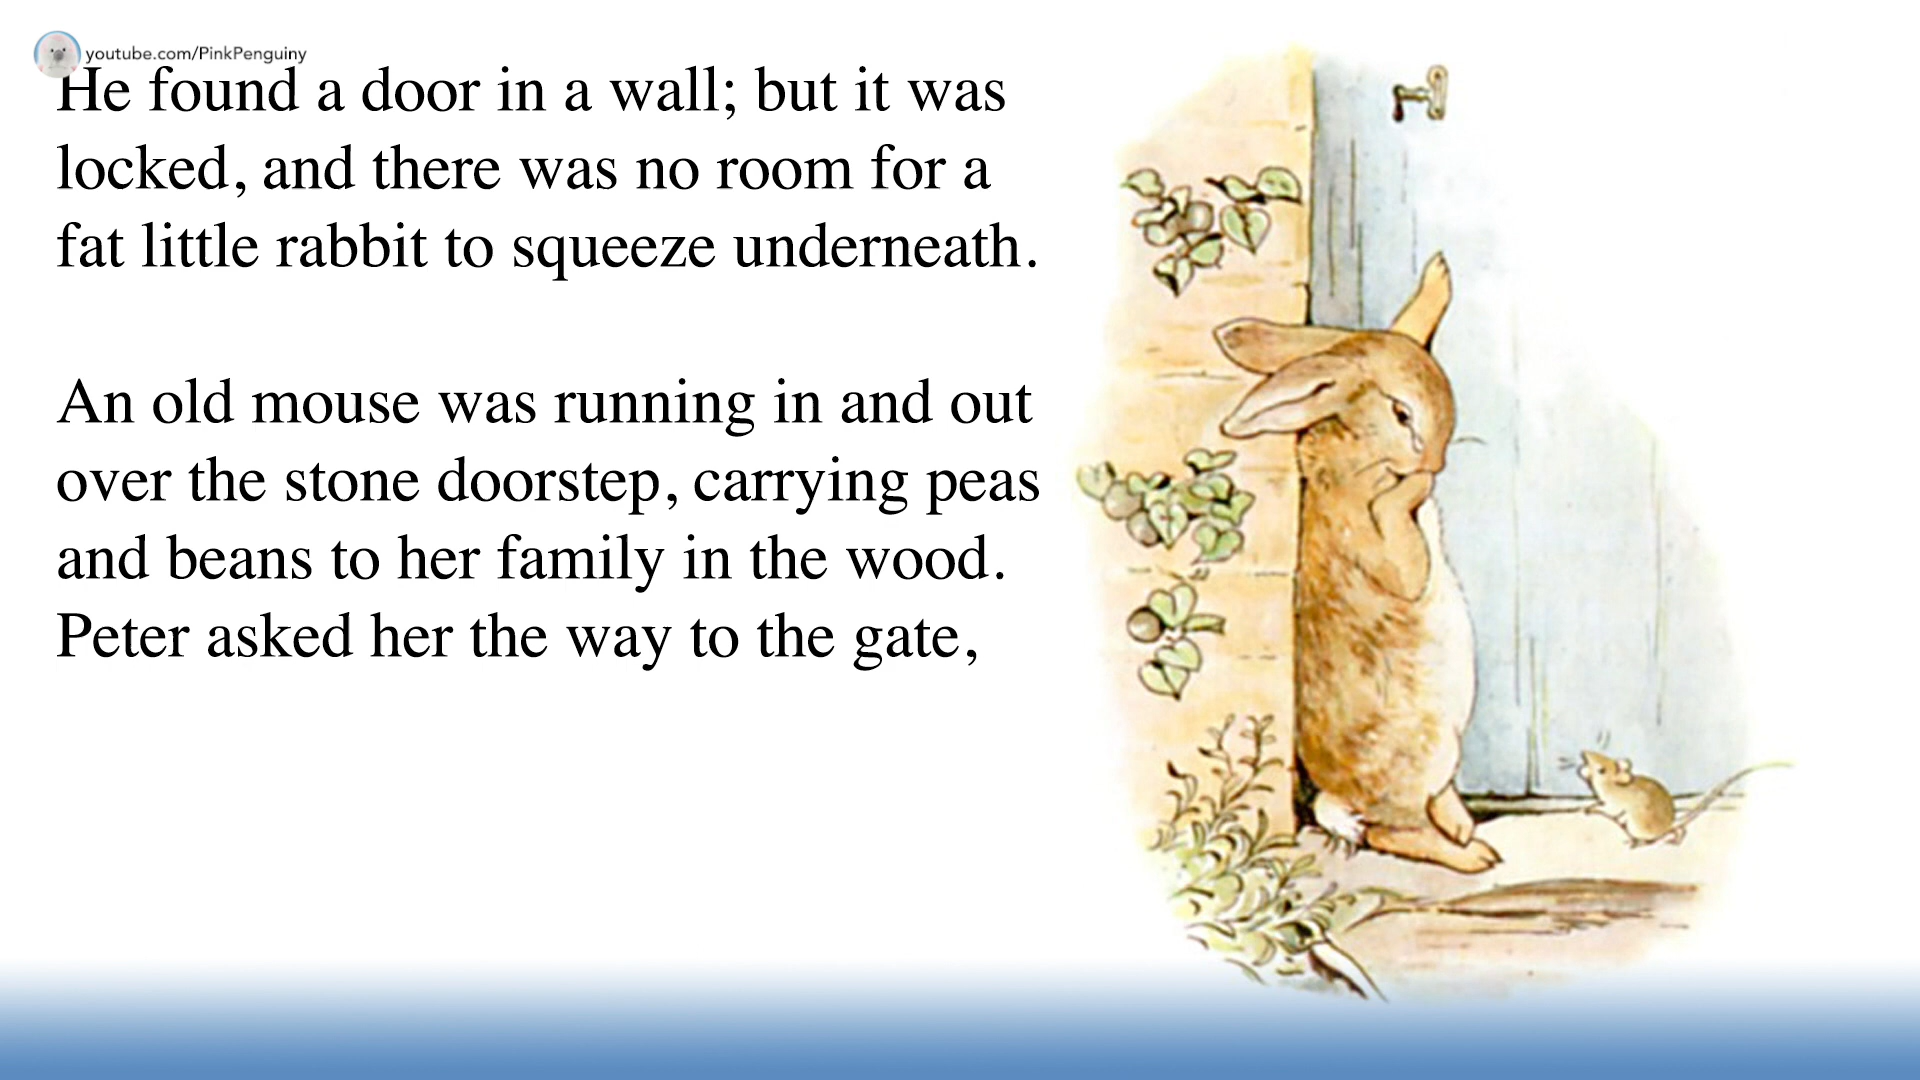 youtube.com/PinkPenguiny
He found a door in a wall; but it was
locked, and there was no room for a
fat little rabbit to squeeze underneath.
An old mouse was running in and out
over the stone doorstep, carrying peas
and beans to her family in the wood.
Peter asked her the way to the gate,